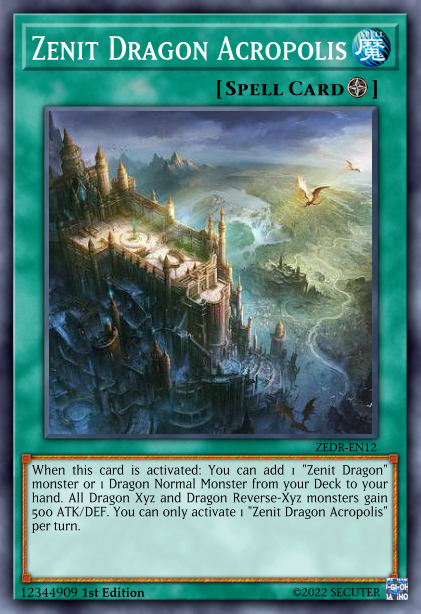 ZENIT DRAGON ACROPOLIS 魔
[SPELL CARD]
ZEDR-EN12
When this card is activated: You can add 1 "Zenit Dragon"
monster or 1 Dragon Normal Monster from your Deck to your
hand. All Dragon Xyz and Dragon Reverse-Xyz monsters gain
500 ATK/DEF. You can only activate 1 "Zenit Dragon Acropolis"
per turn.
12344909 1st Edition ©2022 SECUTER